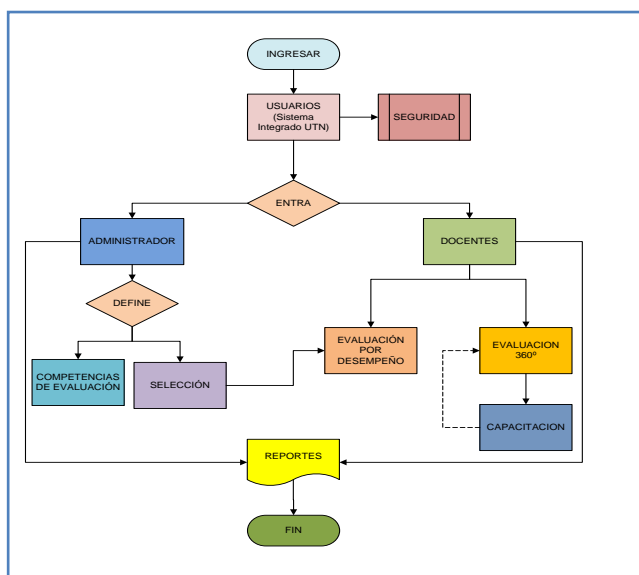 INGRESAR
USUARIOS
(Sistema
Integrado UTN)
SEGURIDAD
ENTRA
ADMINISTRADOR
DOCENTES
DEFINE
EVALUACIÓN
POR
DESEMPEÑO
EVALUACION
360º
COMPETENCIAS
DE EVALUACIÓN
SELECCIÓN
CAPACITACION
REPORTES
FIN